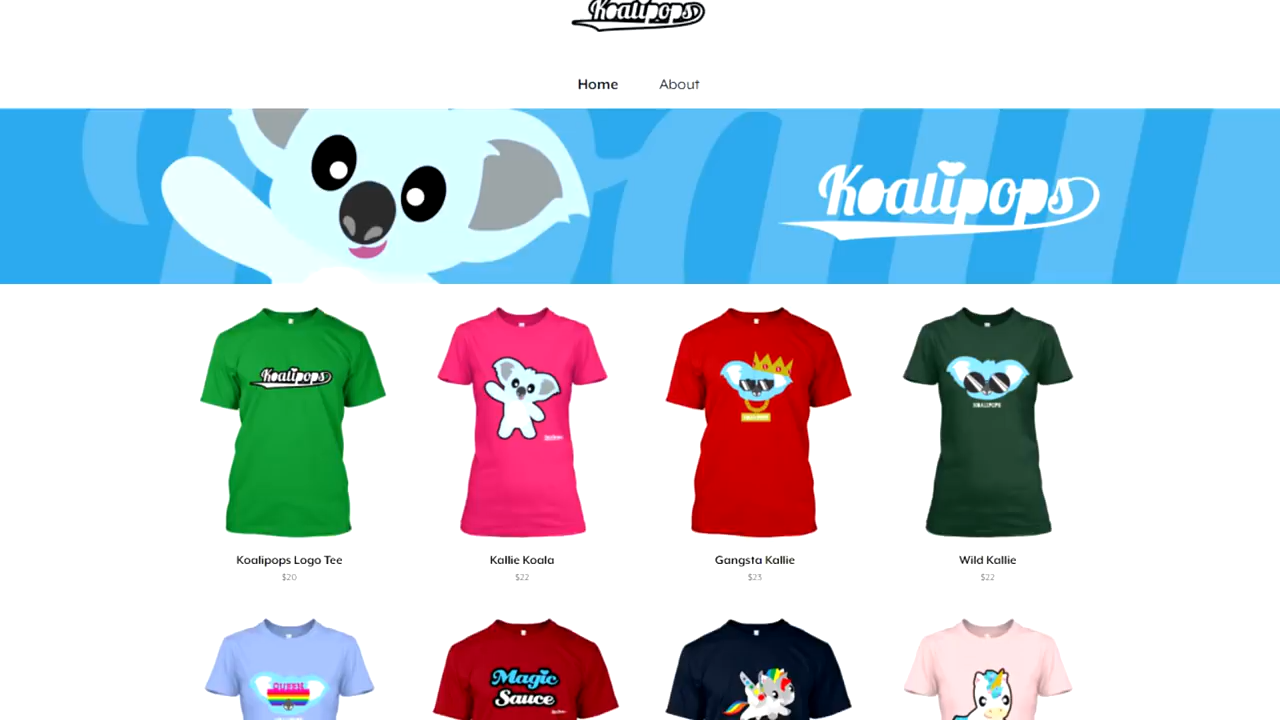 Koalipops
Home About
Koalipops
Koalipops
KOALIPOPS
Koalipops Logo Tee
$20
Kallie Koala
$22
Gangsta Kallie
$23
Wild Kallie
$22
QUEEN
Magic
Sauce